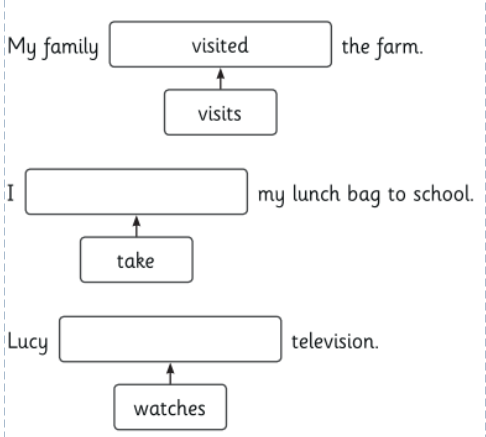 My family visited the farm.
visits
I my lunch bag to school.
take
Lucy television.
watches